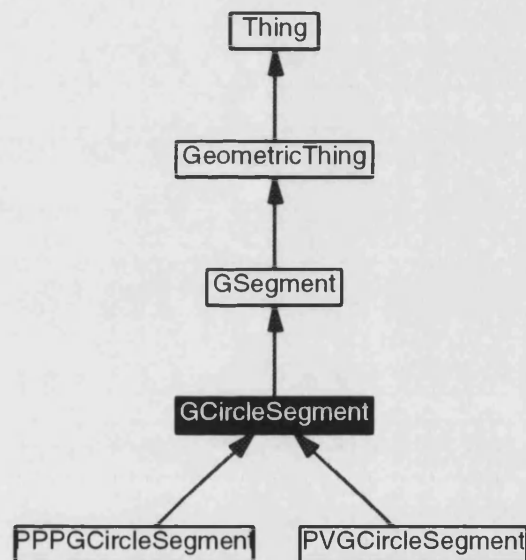 Thing
GeometricThing
GSegment
GCircleSegment
PPPGCircleSegment
PVGCircleSegment